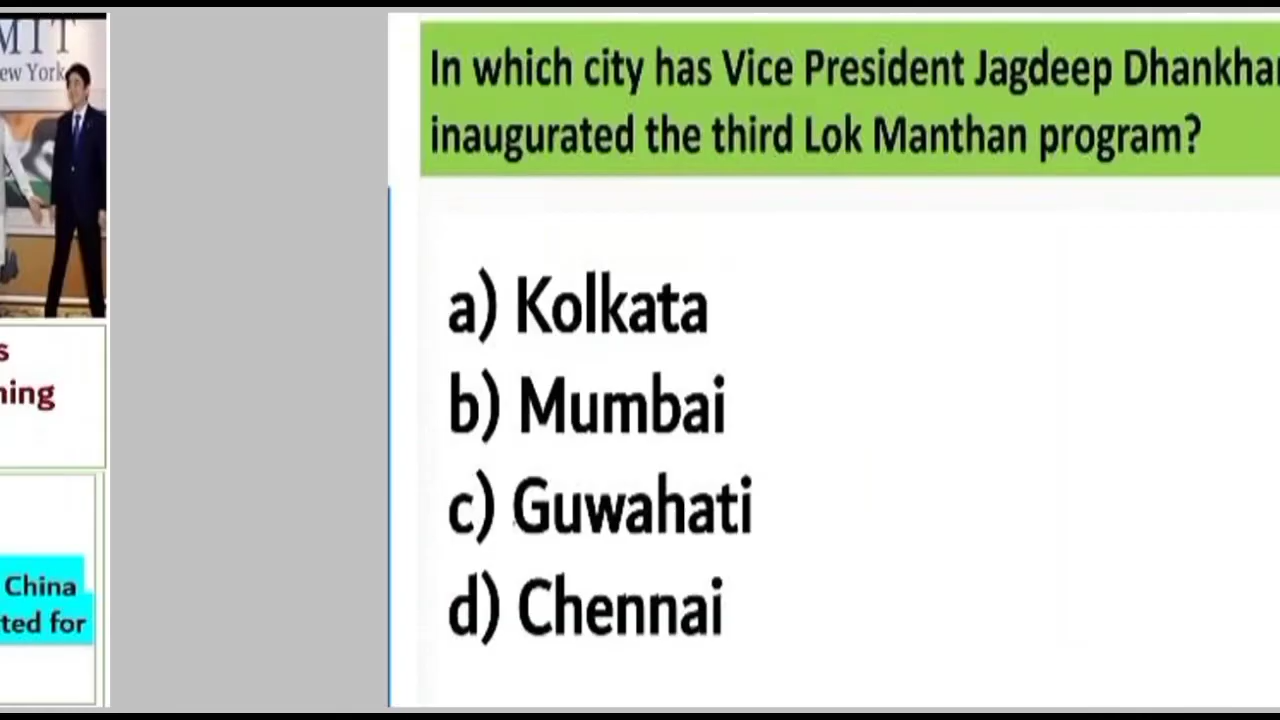 MIT
ew York
s
ning
China
ted for
In which city has Vice President Jagdeep Dhankhar
inaugurated the third Lok Manthan program?
a) Kolkata
b) Mumbai
c) Guwahati
d) Chennai